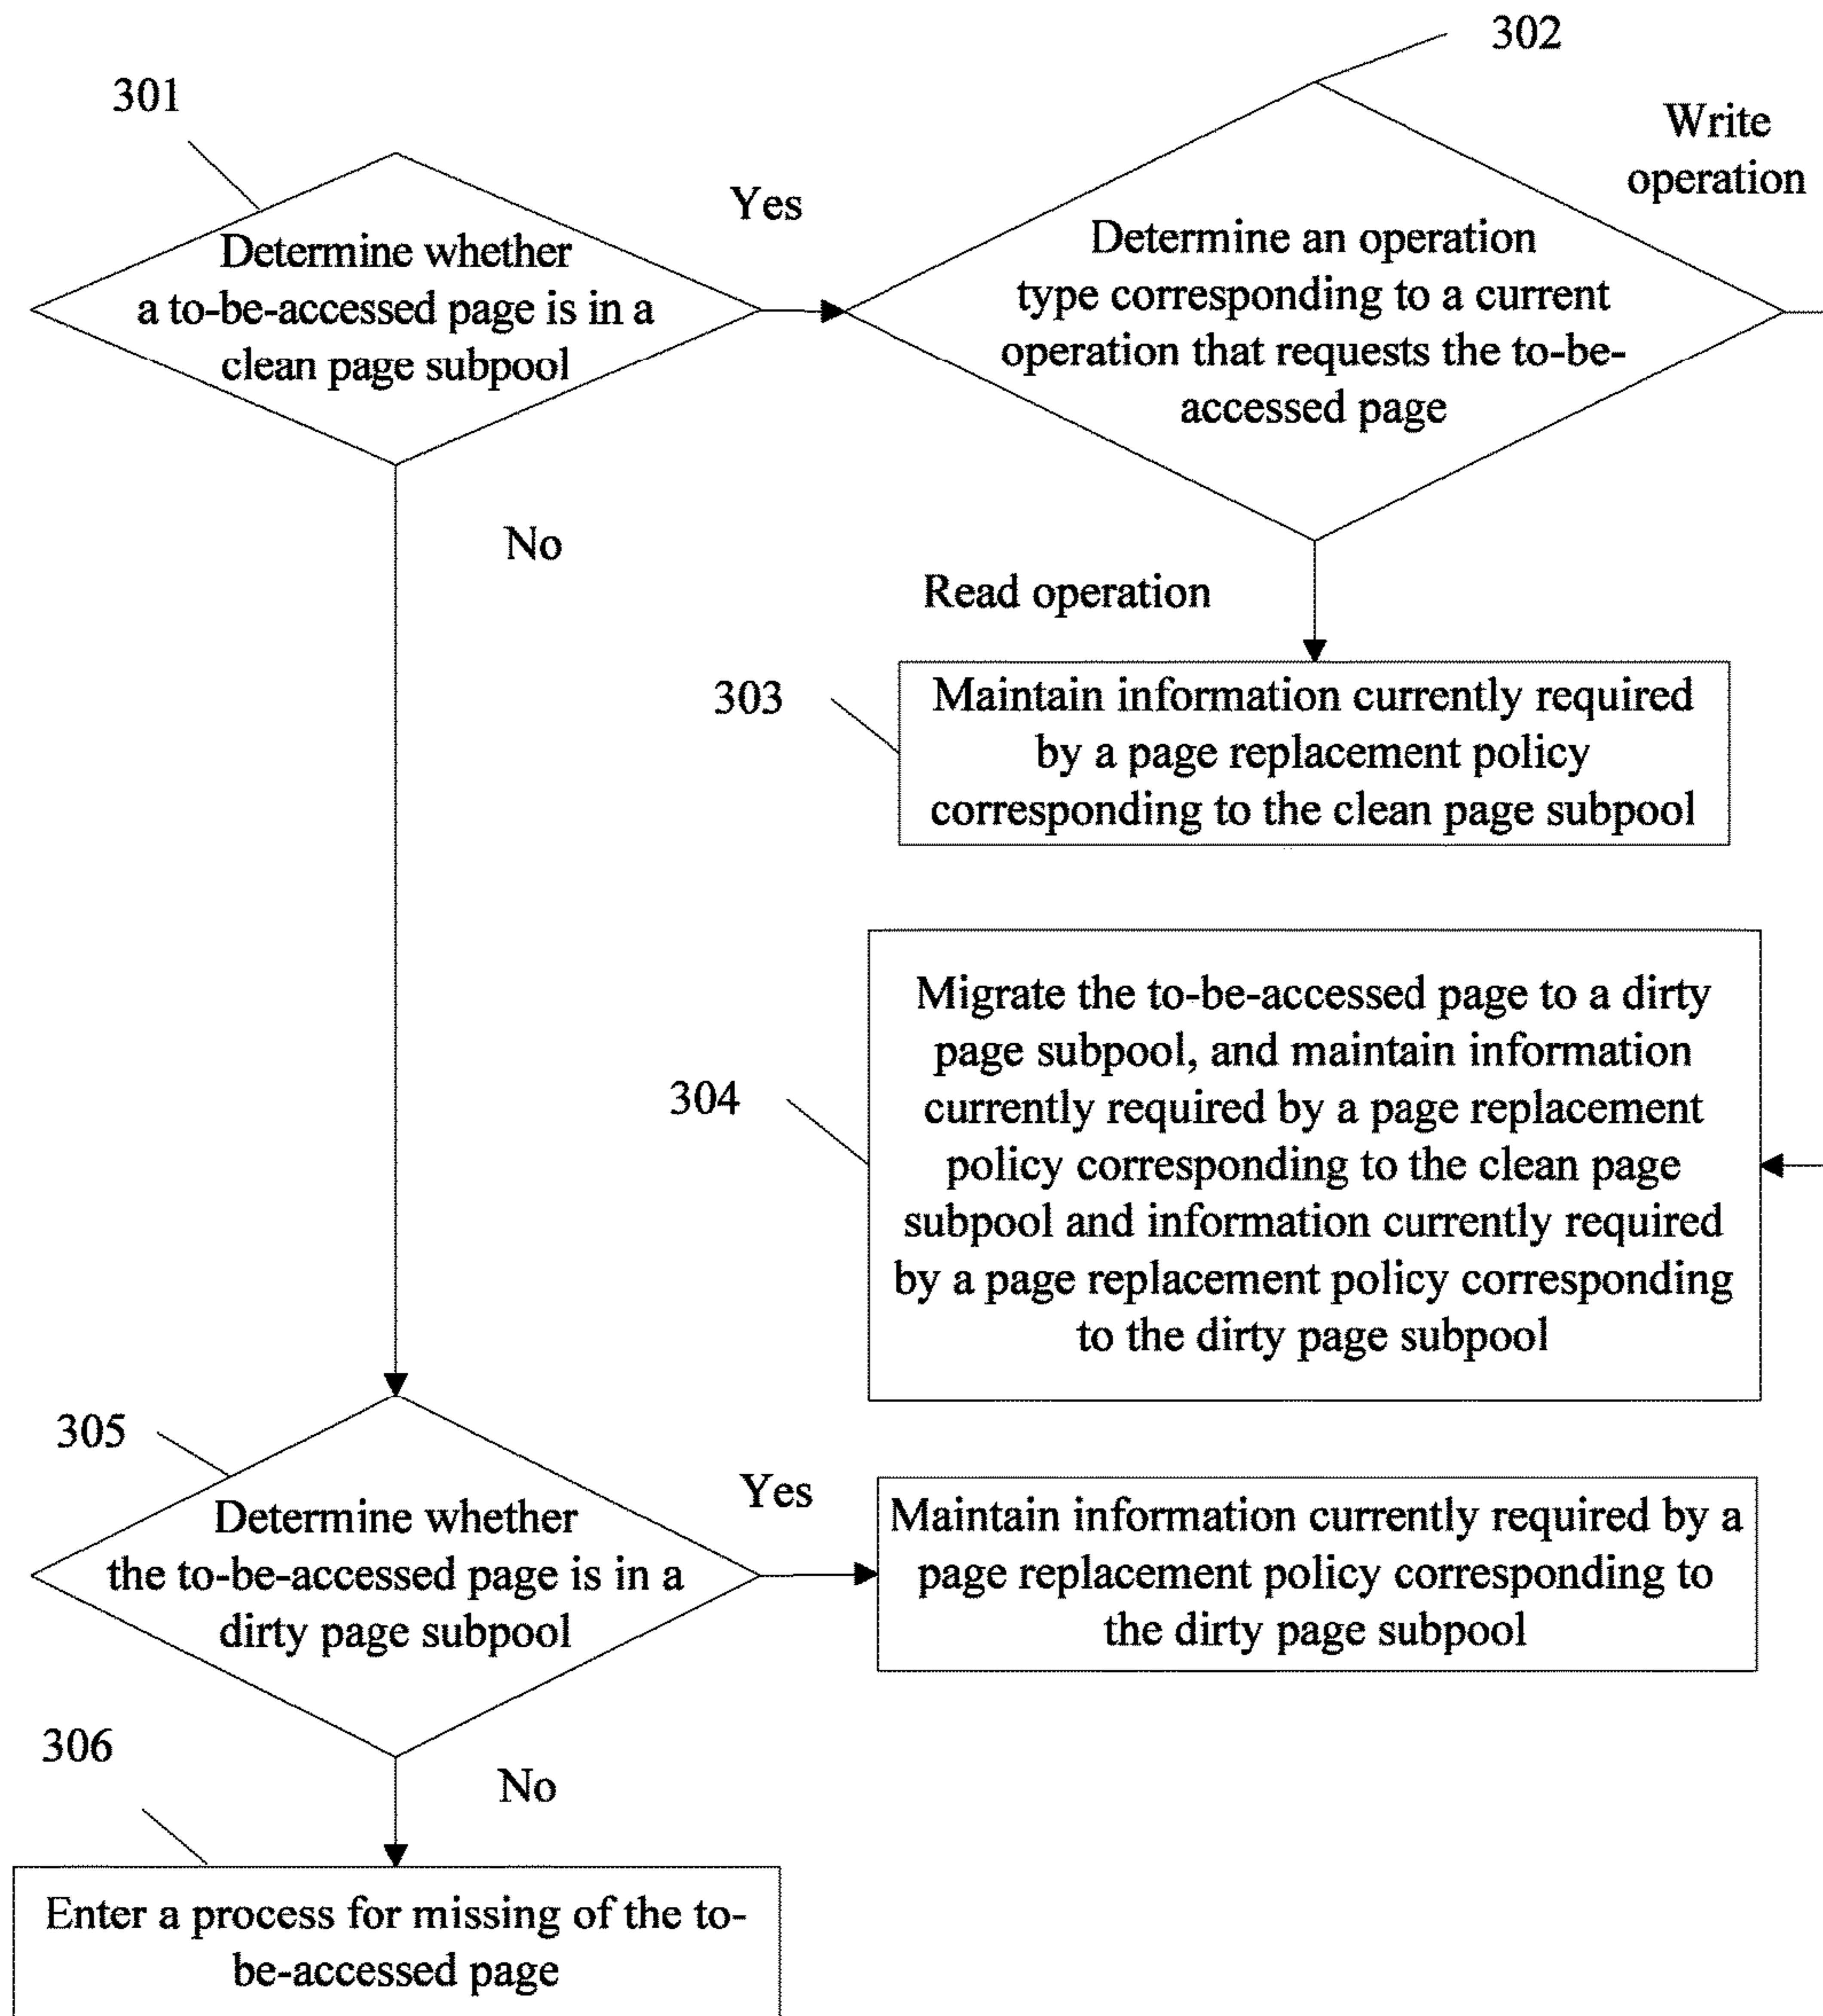 302
301
Write
operation
Yes
Determine whether
a to-be-accessed page is in a
clean page subpool
Determine an operation
type corresponding to a current
operation that requests the to-be-
accessed page
No
Read operation
303
Maintain information currently required
by a page replacement policy
corresponding to the clean page subpool
304
Migrate the to-be-accessed page to a dirty
page subpool, and maintain information
currently required by a page replacement
policy corresponding to the clean page
subpool and information currently required
by a page replacement policy corresponding
to the dirty page subpool
305
Determine whether
the to-be-accessed page is in a
dirty page subpool
Yes
Maintain information currently required by a
page replacement policy corresponding to
the dirty page subpool
306
No
Enter a process for missing of the to-
be-accessed page